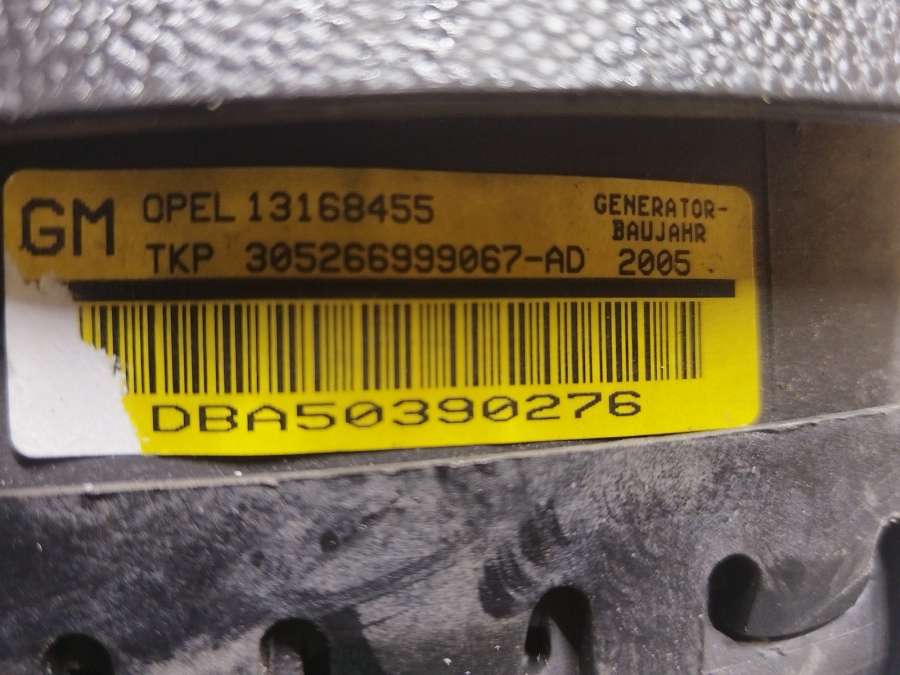 GM OPEL 13168455
TKP 305266999067-AD
GENERATOR-
BAUJAHR
2005
DBA50390276